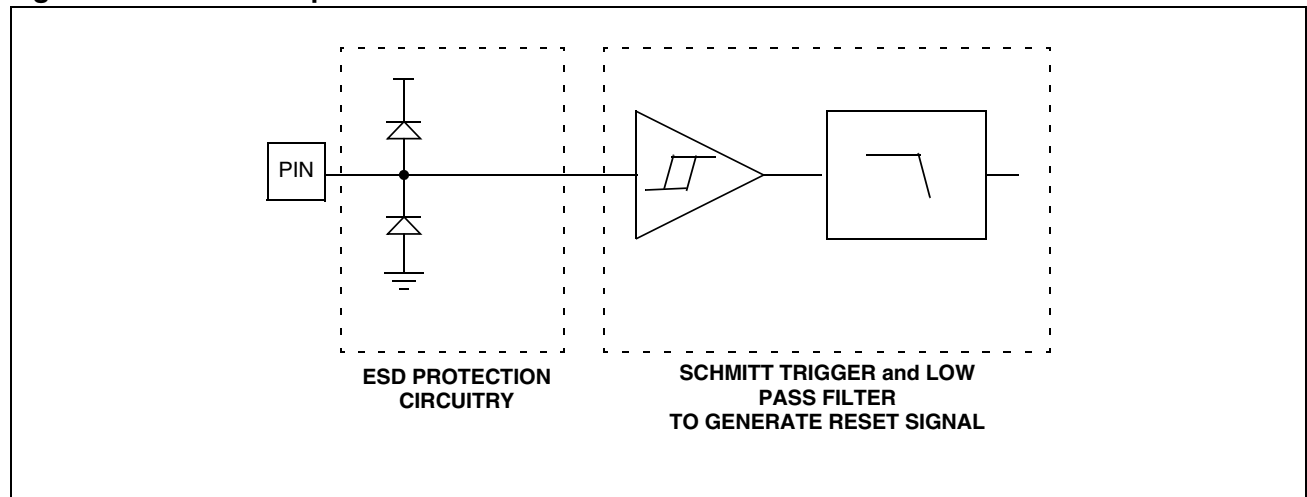 PIN
ESD PROTECTION
CIRCUITRY
SCHMITT TRIGGER and LOW
PASS FILTER
TO GENERATE RESET SIGNAL